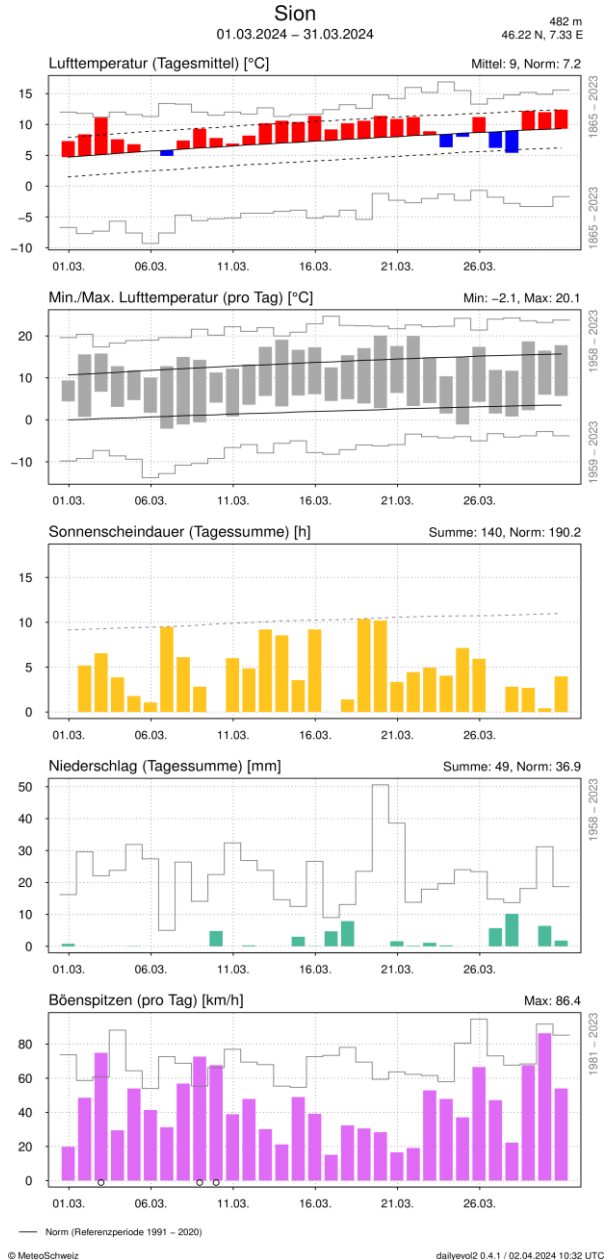 Sion
01.03.2024 − 31.03.2024
482 m
46.22 N, 7.33 E
Lufttemperatur (Tagesmittel) [°C]
Mittel: 9, Norm: 7.2
15
10
5
0
−5
−10
1865 − 2023
1865 − 2023
01.03. 06.03. 11.03. 16.03. 21.03. 26.03.
Min./Max. Lufttemperatur (pro Tag) [°C]
Min: −2.1, Max: 20.1
20
10
0
−10
1958 − 2023
1959 − 2023
01.03. 06.03. 11.03. 16.03. 21.03. 26.03.
Sonnenscheindauer (Tagessumme) [h]
Summe: 140, Norm: 190.2
15
10
5
0
01.03. 06.03. 11.03. 16.03. 21.03. 26.03.
Niederschlag (Tagessumme) [mm]
Summe: 49, Norm: 36.9
50
40
30
20
10
0
1958 − 2023
01.03. 06.03. 11.03. 16.03. 21.03. 26.03.
Böenspitzen (pro Tag) [km/h]
Max: 86.4
80
60
40
20
0
1981 − 2023
01.03. 06.03. 11.03. 16.03. 21.03. 26.03.
Norm (Referenzperiode 1991 − 2020)
© MeteoSchweiz
dailyevol2 0.4.1 / 02.04.2024 10:32 UTC